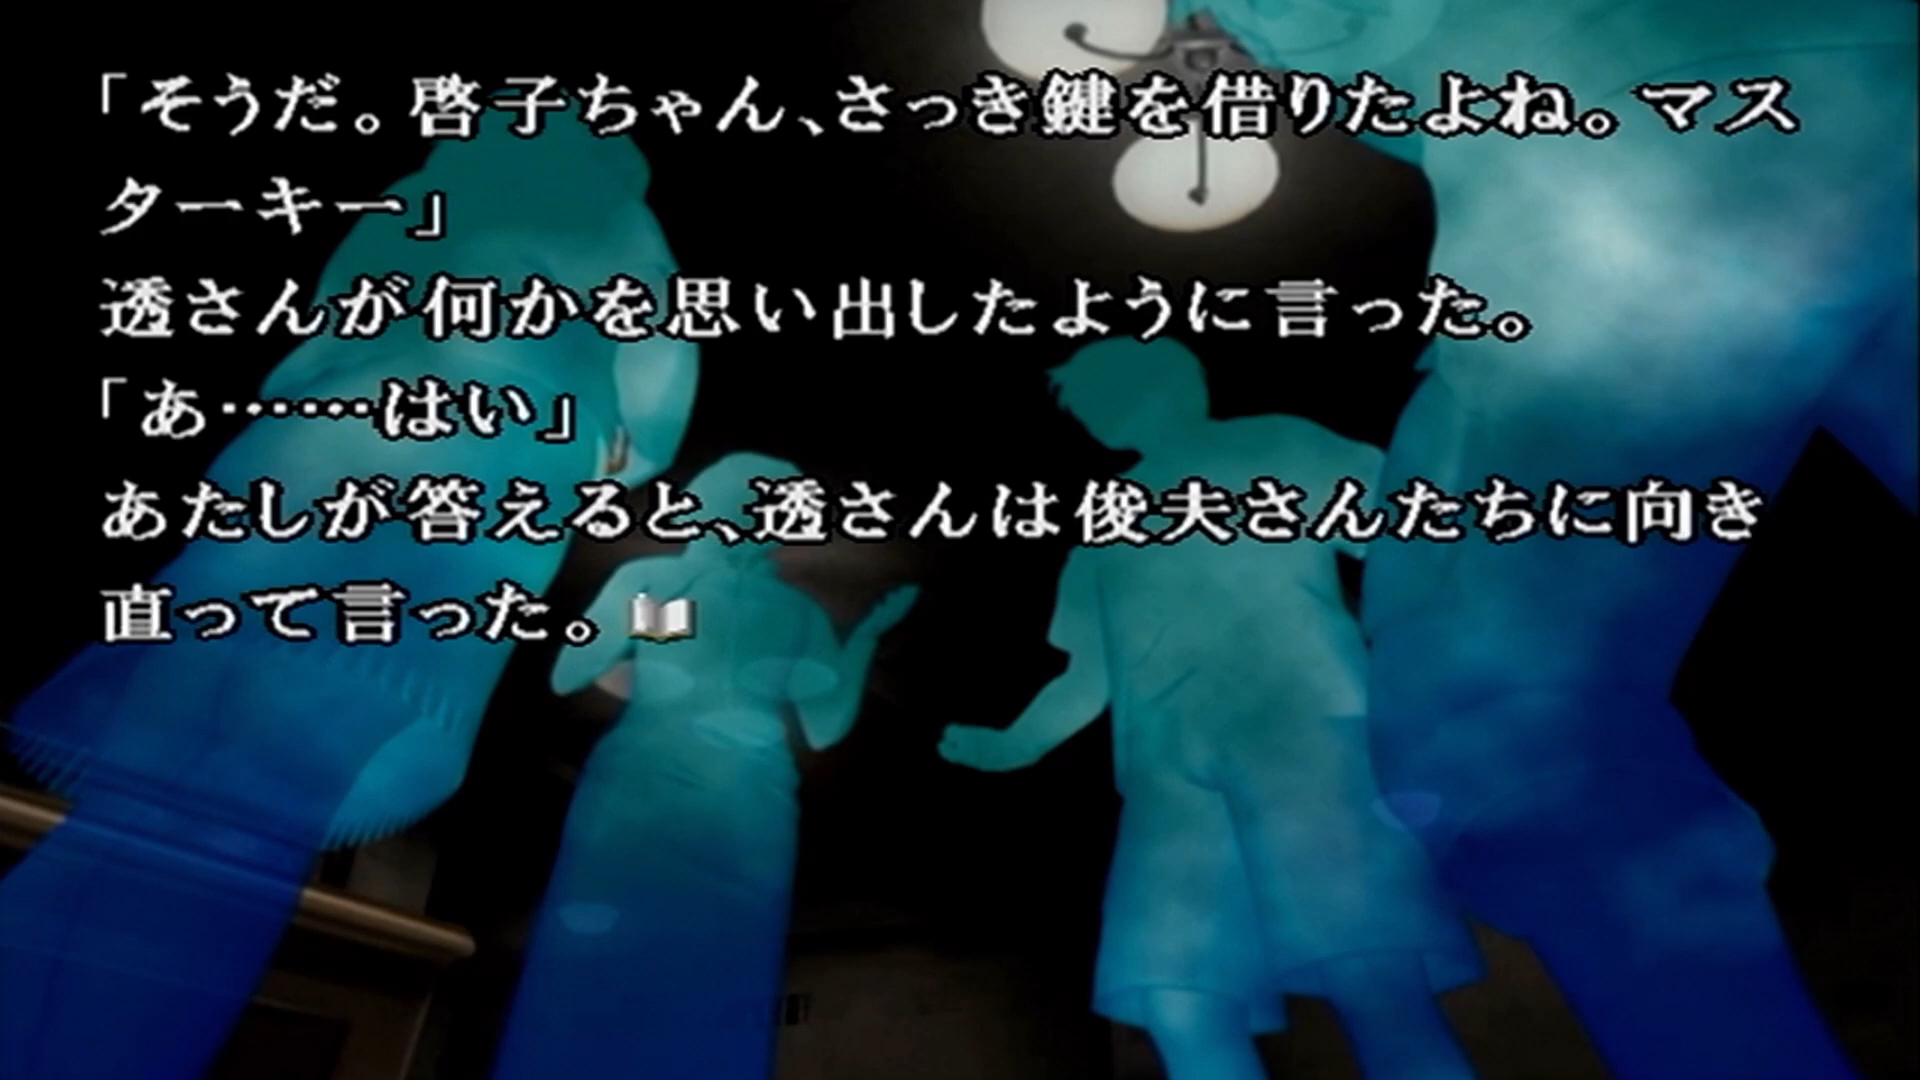 「そうだ。啓子ちゃん、さっき鍵を借りたよね。マス
ターキー」
透さんが何かを思い出したように言った。
「あ……はい」
あたしが答えると、透さんは俊夫さんたちに向き
直って言った。